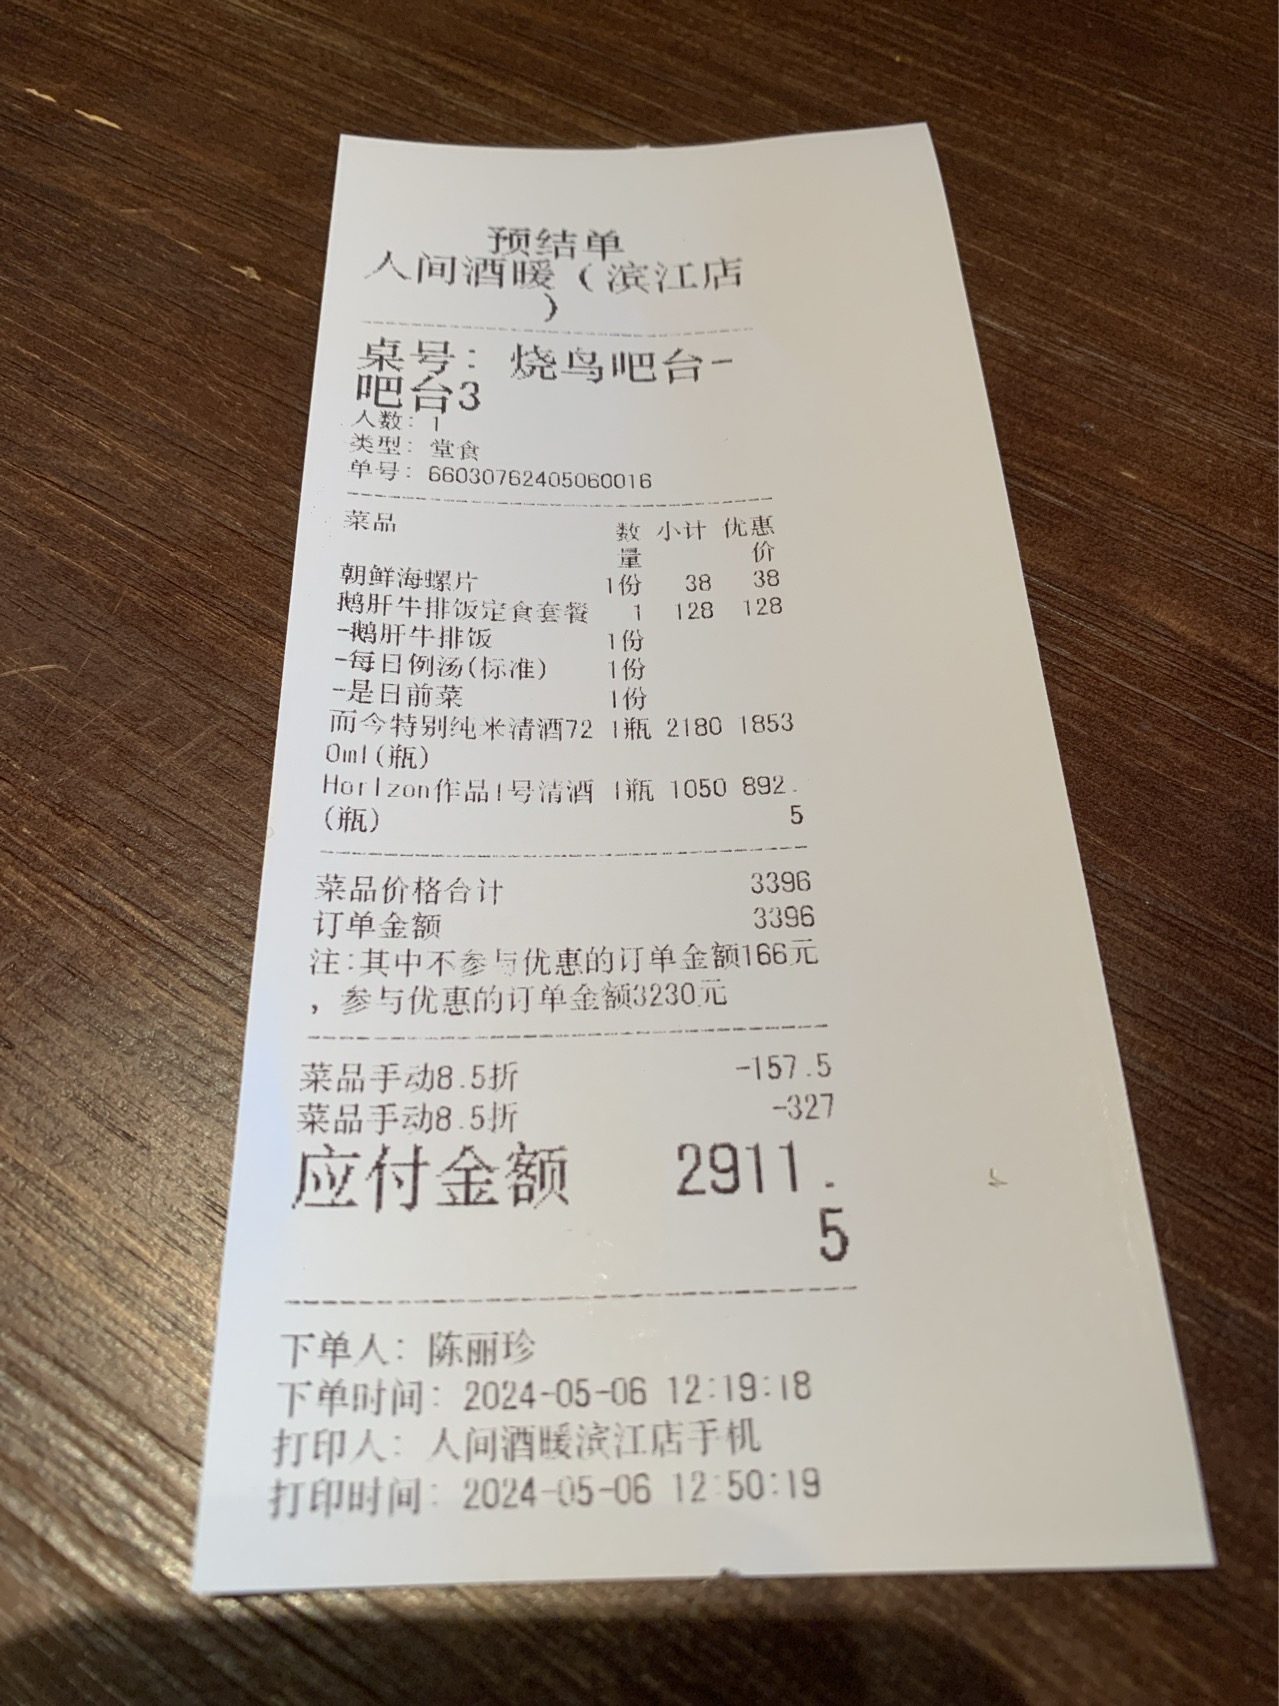 预结单
人间酒暖（滨江店
）
桌号：烧鸟吧台-
吧台3
人数：1
类型：堂食
单号：66030762405060016
菜品 数量 小计 优惠价
朝鲜海螺片 1份 38 38
鹅肝牛排饭定食套餐 1 128 128
-鹅肝牛排饭 1份
-每日例汤(标准) 1份
-是日前菜 1份
而今特别纯米清酒72 1瓶 2180 1853
0ml(瓶)
Horizon作品1号清酒 1瓶 1050 892.
(瓶) 5
菜品价格合计 3396
订单金额 3396
注:其中不参与优惠的订单金额166元
，参与优惠的订单金额3230元
菜品手动8.5折 -157.5
菜品手动8.5折 -327
应付金额 2911.
5
下单人：陈丽珍
下单时间：2024-05-06 12:19:18
打印人：人间酒暖滨江店手机
打印时间：2024-05-06 12:50:19